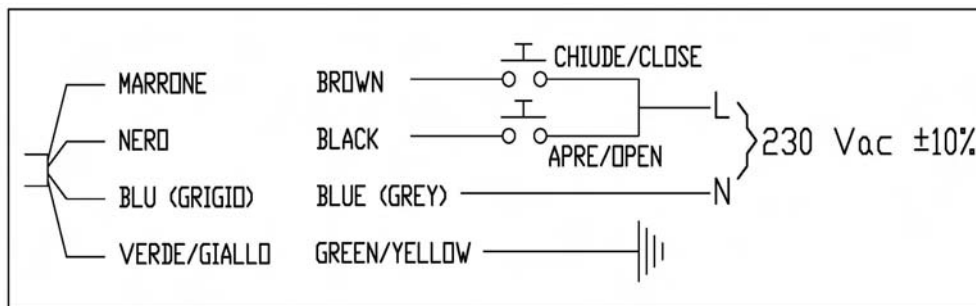 CHIUDE/CLOSE
MARRONE BROWN
L
NERO BLACK
230 Vac ±10%
APRE/OPEN
BLU (GRIGIO) BLUE (GREY) N
VERDE/GIALLO GREEN/YELLOW